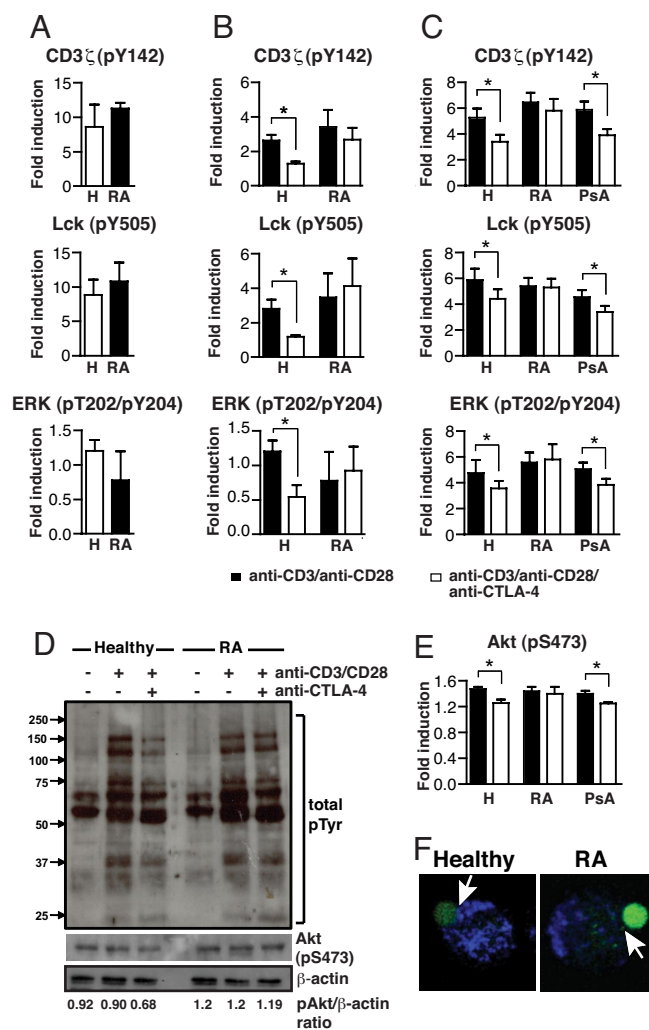 A
B
C
CD3ζ(pY142)
CD3ζ(pY142)
CD3ζ(pY142)
Fold induction
15
10
5
0
H RA
Fold induction
6
4
2
0
*
H RA
Fold induction
8
6
4
2
0
* *
H RA PsA
Lck (pY505)
Lck (pY505)
Lck (pY505)
Fold induction
15
10
5
0
H RA
Fold induction
6
4
2
0
*
H RA
Fold induction
8
6
4
2
0
* *
H RA PsA
ERK (pT202/pY204)
ERK (pT202/pY204)
ERK (pT202/pY204)
Fold induction
1.5
1.0
0.5
0.0
H RA
Fold induction
1.5
1.0
0.5
0.0
*
H RA
Fold induction
8
6
4
2
0
* *
H RA PsA
anti-CD3/anti-CD28
anti-CD3/anti-CD28/
anti-CTLA-4
D
Healthy RA
- + + - + + anti-CD3/CD28
- - + - - + anti-CTLA-4
250
150
100
75
50
37
25
total
pTyr
Akt
(pS473)
β-actin
0.92 0.90 0.68 1.2 1.2 1.19 pAkt/β-actin
ratio
E
Akt (pS473)
Fold induction
1.6
1.2
0.8
0.4
0.0
* *
H RA PsA
F
Healthy RA